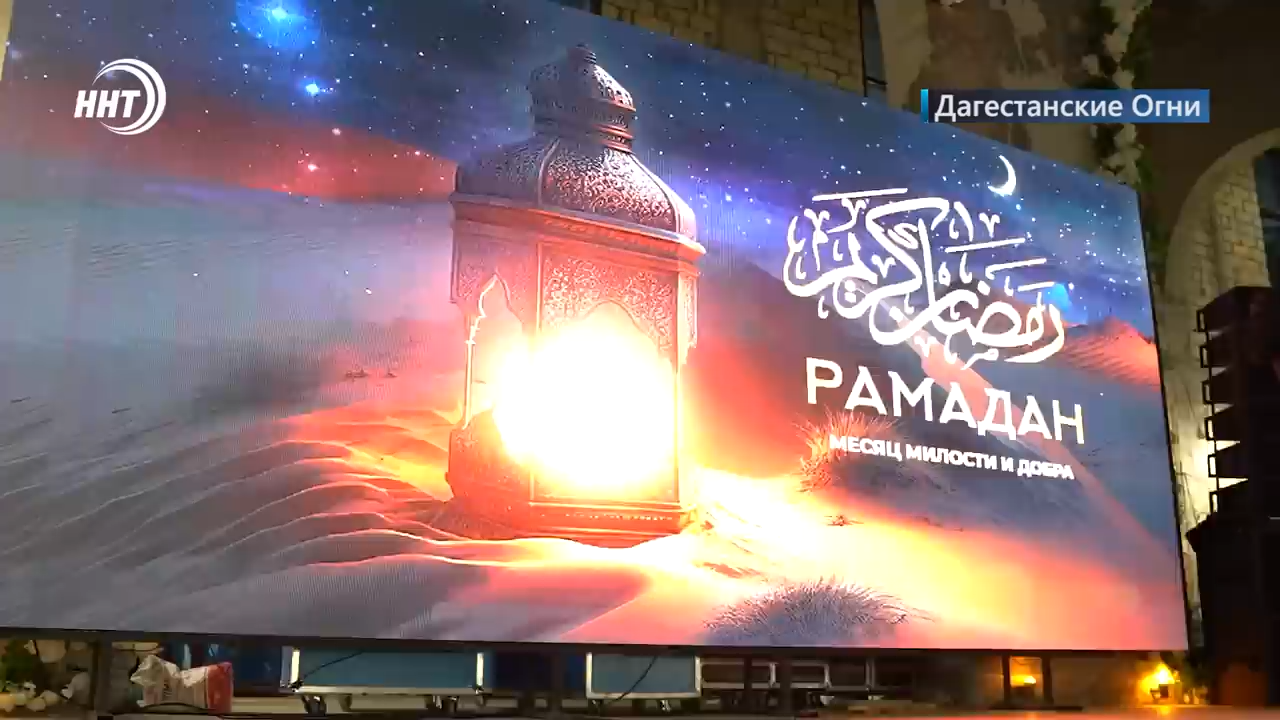 ННТ
Дагестанские Огни
رمضان كريم
РАМАДАН
МЕСЯЦ МИЛОСТИ И ДОБРА